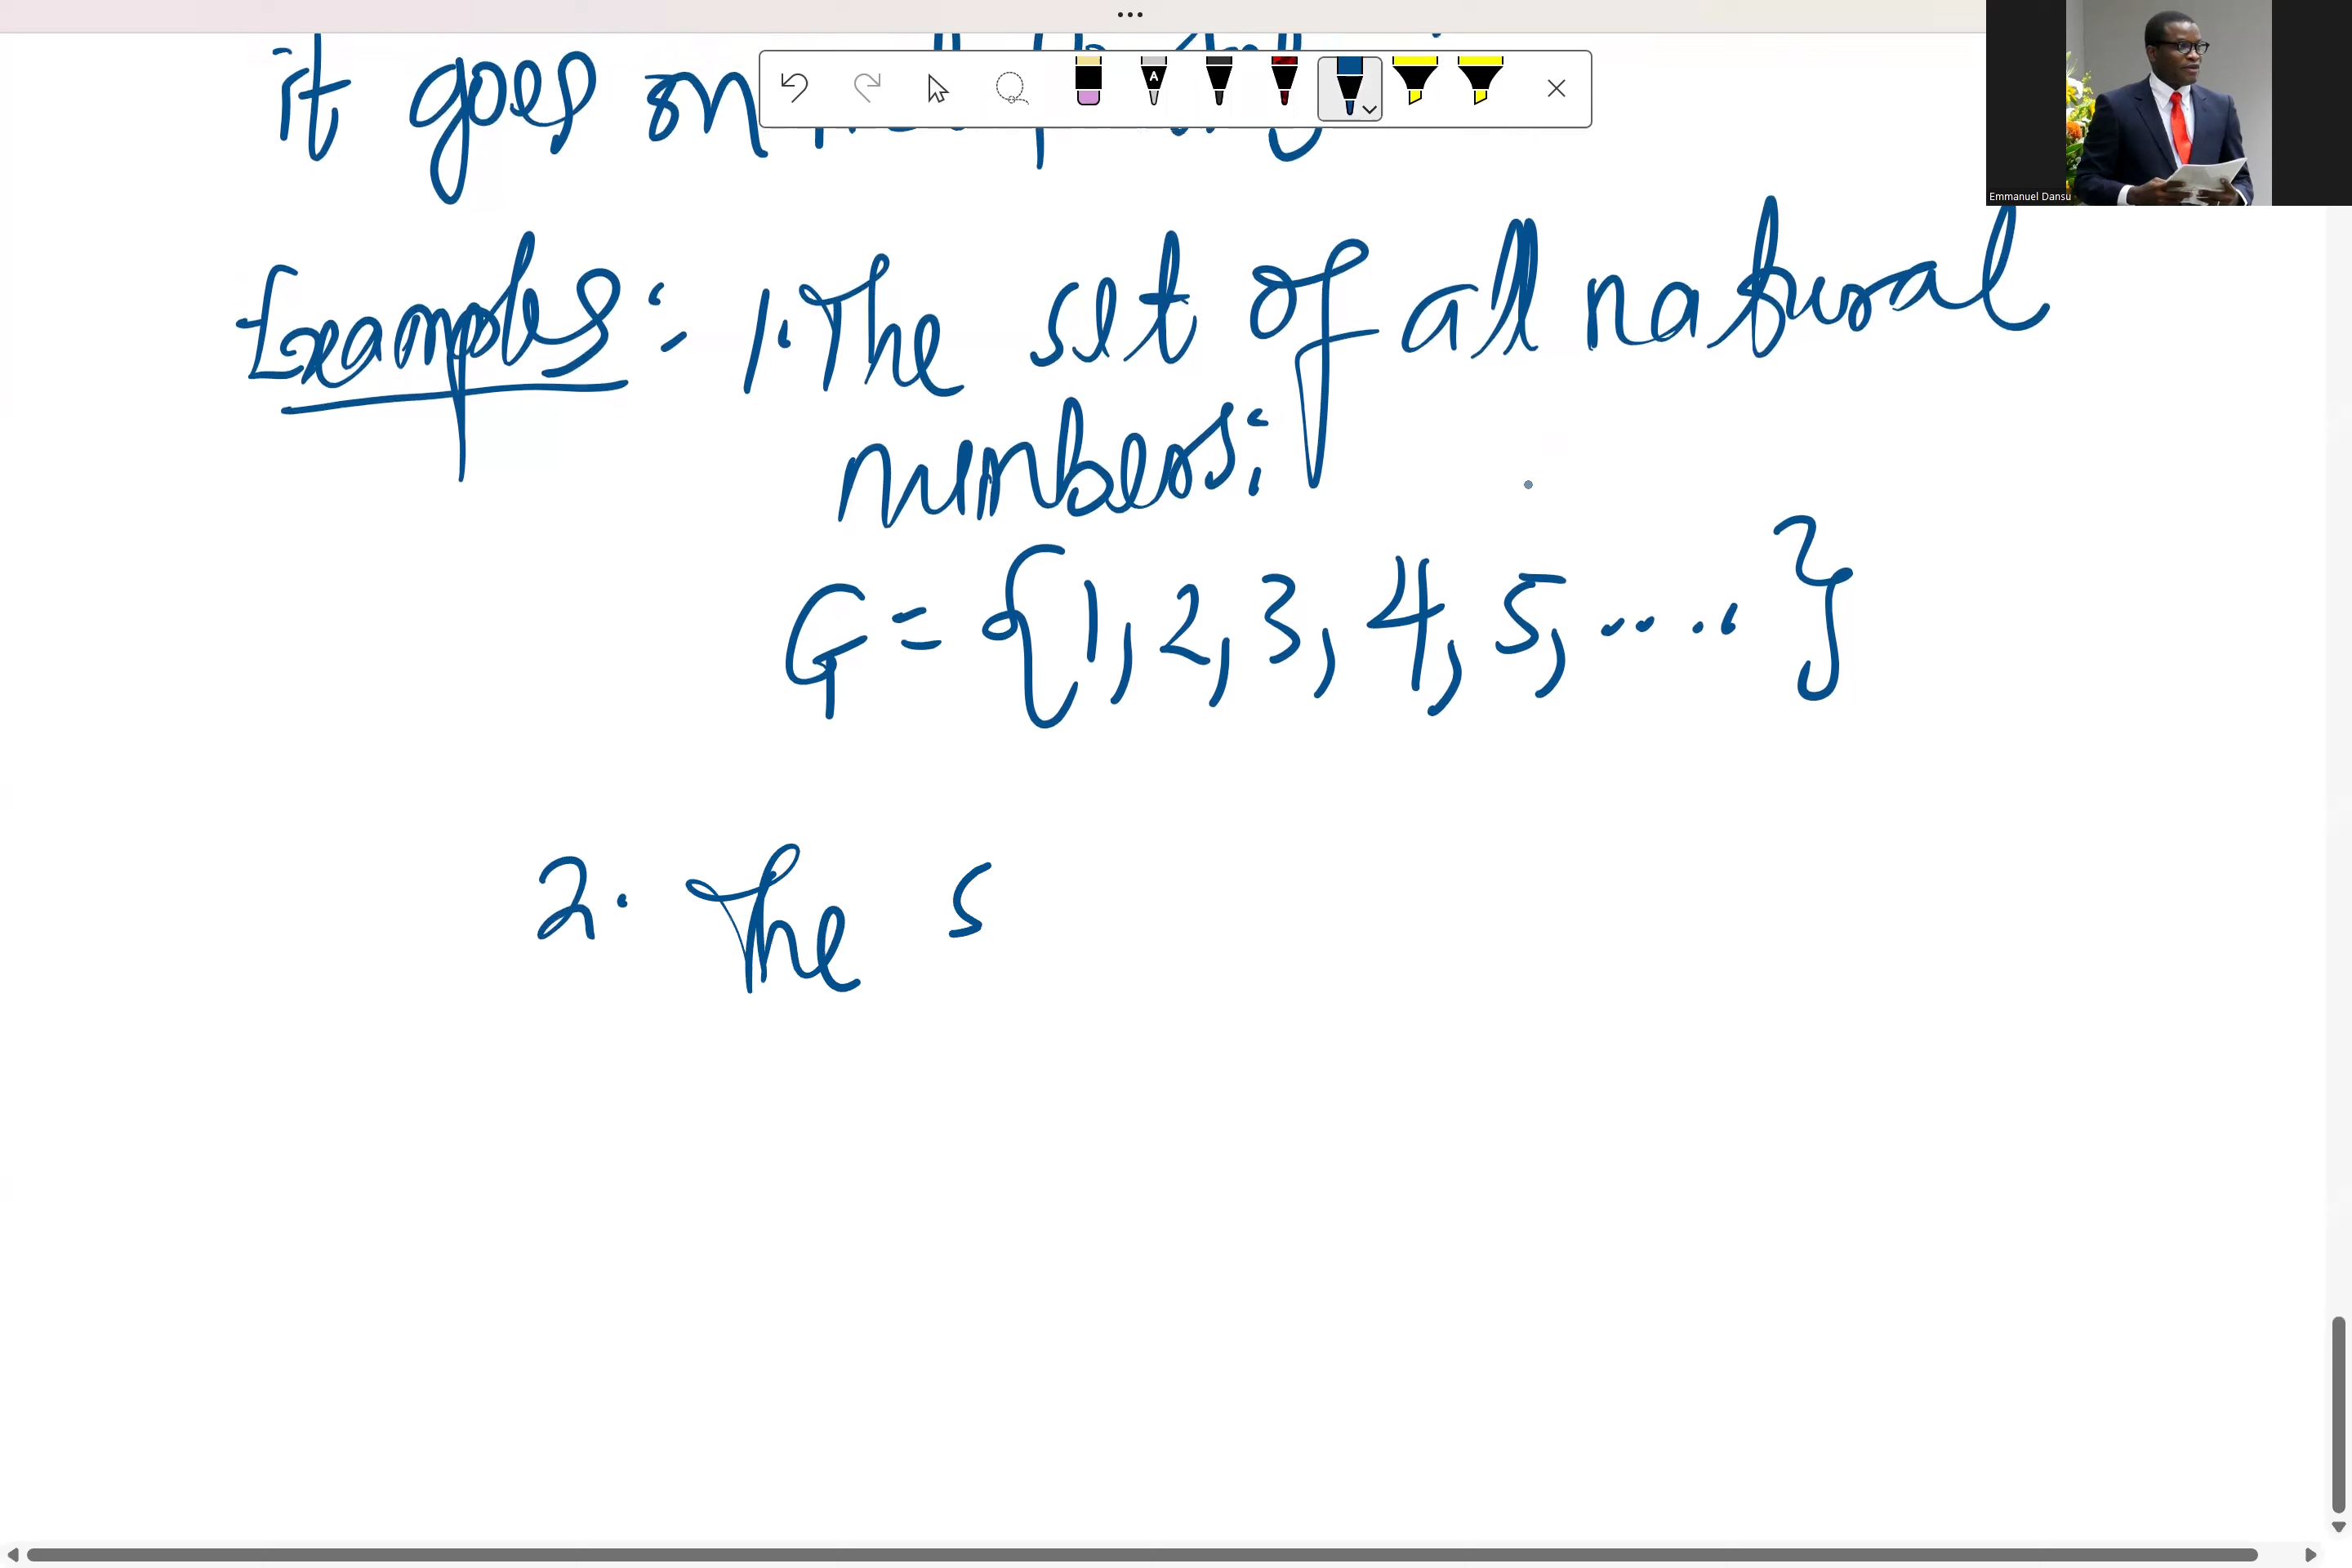 it goes on
Examples:- 1. The set of all natural
numbers:
G = {1, 2, 3, 4, 5, .....}
2. The s
Emmanuel Dansu
A